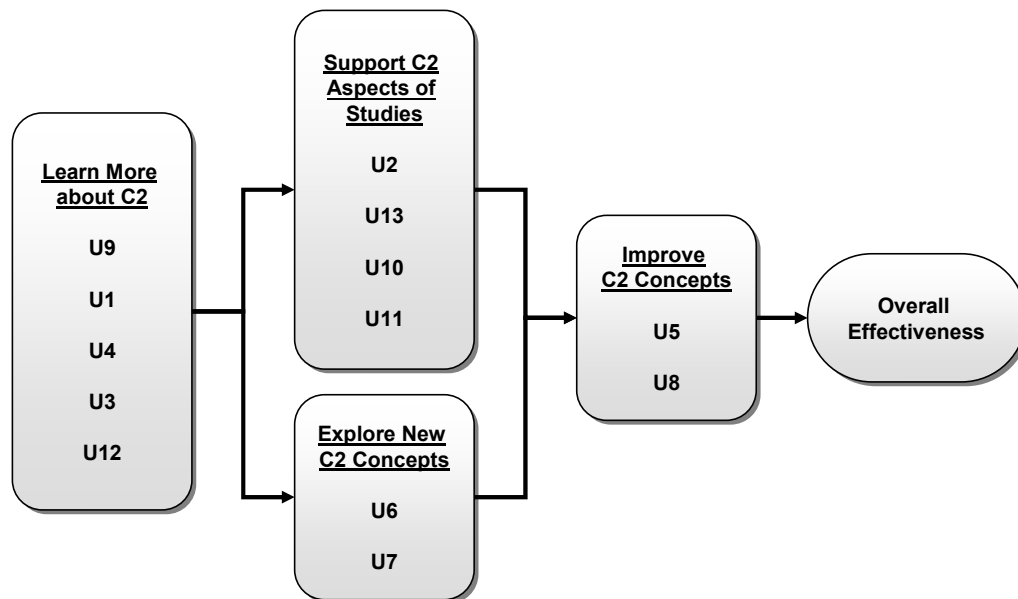 Learn More
about C2
U9
U1
U4
U3
U12
Support C2
Aspects of
Studies
U2
U13
U10
U11
Explore New
C2 Concepts
U6
U7
Improve
C2 Concepts
U5
U8
Overall
Effectiveness